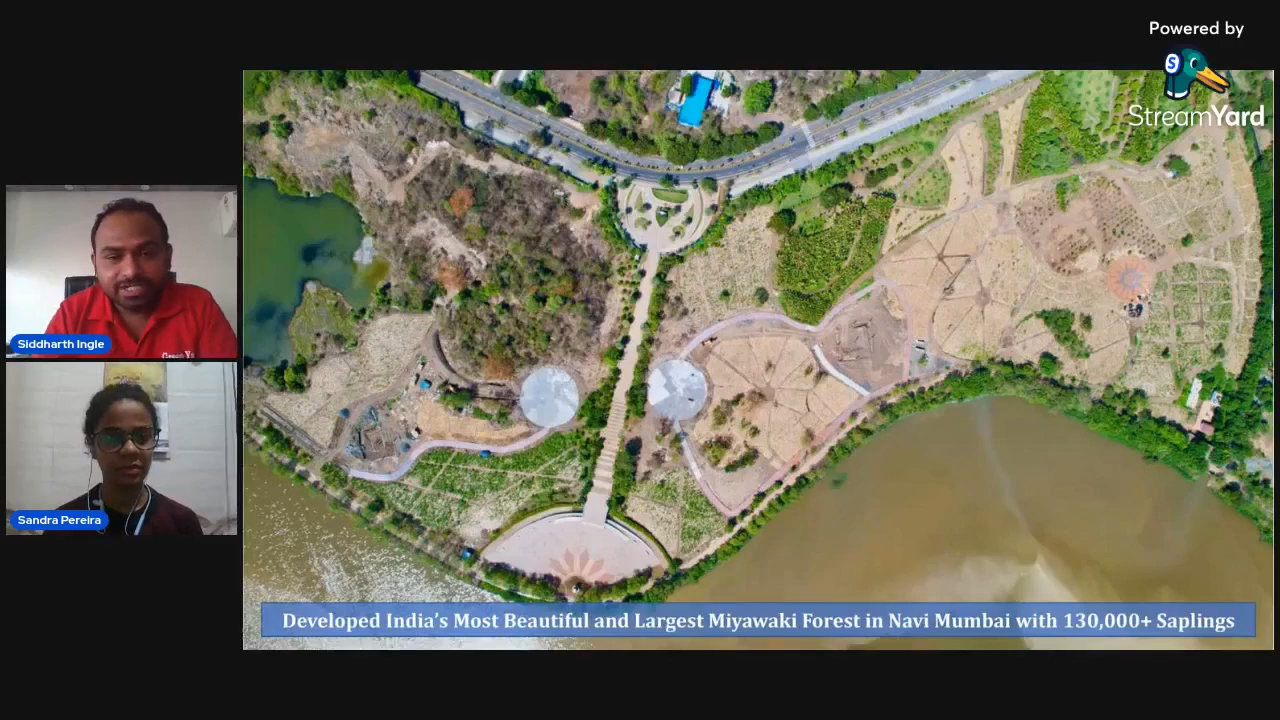 Powered by
StreamYard
Siddharth Ingle
Sandra Pereira
Developed India's Most Beautiful and Largest Miyawaki Forest in Navi Mumbai with 130,000+ Saplings